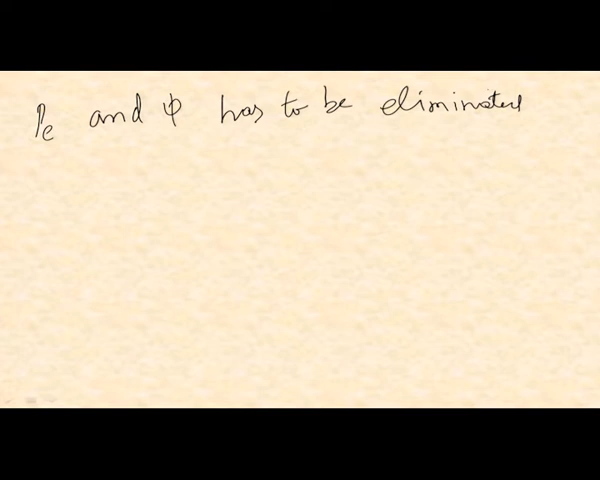 Pe and ψ has to be eliminated